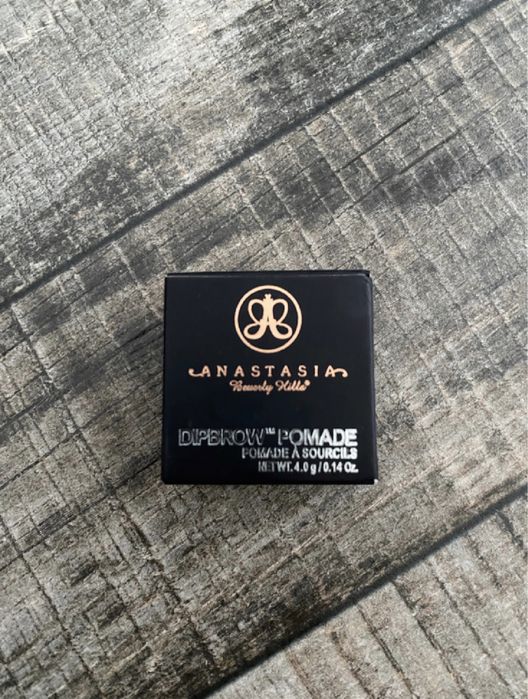 ANASTASIA
Beverly Hills®
DIPBROW™ POMADE
POMADE À SOURCILS
NET WT. 4.0 g / 0.14 Oz.